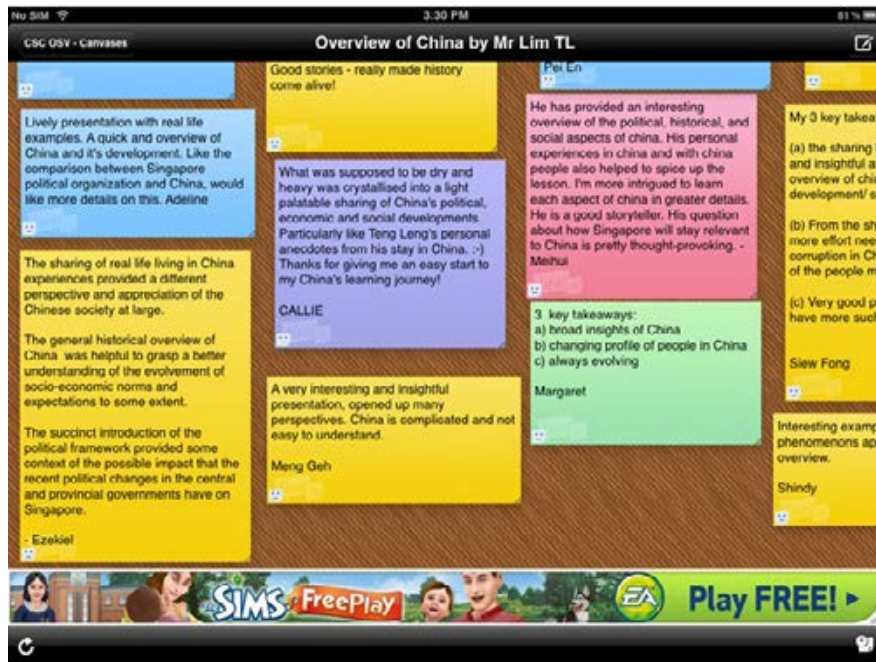 No SIM
3:30 PM
81 %
CSC OSV - Canvases
Overview of China by Mr Lim TL
Good stories - really made history
come alive!
Pei En
Lively presentation with real life
examples. A quick and overview of
China and it's development. Like the
comparison between Singapore
political organization and China, would
like more details on this. Adeline
What was supposed to be dry and
heavy was crystallised into a light
palatable sharing of China's political,
economic and social developments.
Particularly like Teng Leng's personal
anecdotes from his stay in China. :-)
Thanks for giving me an easy start to
my China's learning journey!
CALLIE
He has provided an interesting
overview of the political, historical, and
social aspects of china. His personal
experiences in china and with china
people also helped to spice up the
lesson. I'm more intrigued to learn
each aspect of china in greater details.
He is a good storyteller. His question
about how Singapore will stay relevant
to China is pretty thought-provoking. -
Meihui
My 3 key takea
(a) the sharing
and insightful a
overview of chi
development/ s
(b) From the sh
more effort nee
corruption in Ch
of the people m
(c) Very good p
have more such
Siew Fong
The sharing of real life living in China
experiences provided a different
perspective and appreciation of the
Chinese society at large.
The general historical overview of
China was helpful to grasp a better
understanding of the evolvement of
socio-economic norms and
expectations to some extent.
The succinct introduction of the
political framework provided some
context of the possible impact that the
recent political changes in the central
and provincial governments have on
Singapore.
- Ezekiel
A very interesting and insightful
presentation, opened up many
perspectives. China is complicated and not
easy to understand.
Meng Geh
3 key takeaways:
a) broad insights of China
b) changing profile of people in China
c) always evolving
Margaret
Interesting examp
phenomenons ap
overview.
Shindy
THE SIMS FreePlay
EA
Play FREE!